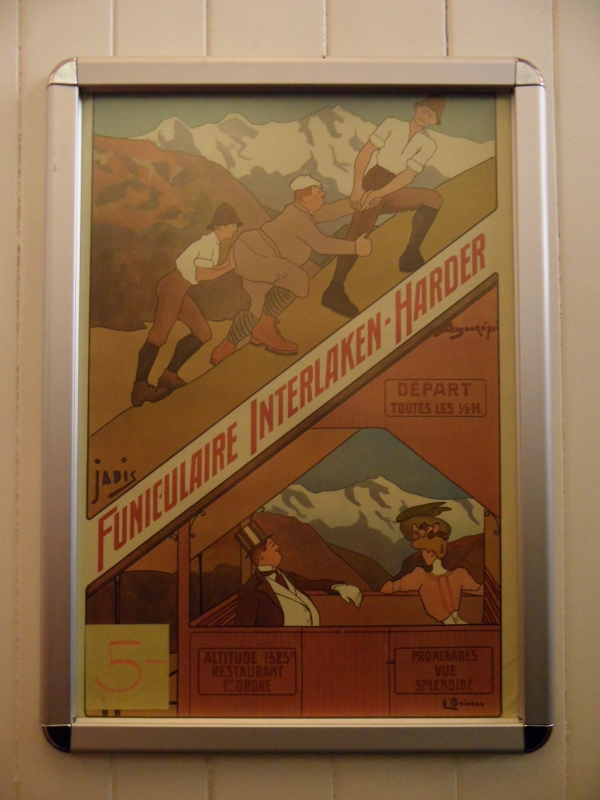 JADIS
FUNICULAIRE INTERLAKEN-HARDER
DÉPART
TOUTES LES ½ H.
ALTITUDE 1325M
RESTAURANT
1ER ORDRE
PROMENADES
VUE
SPLENDIDE
5.-